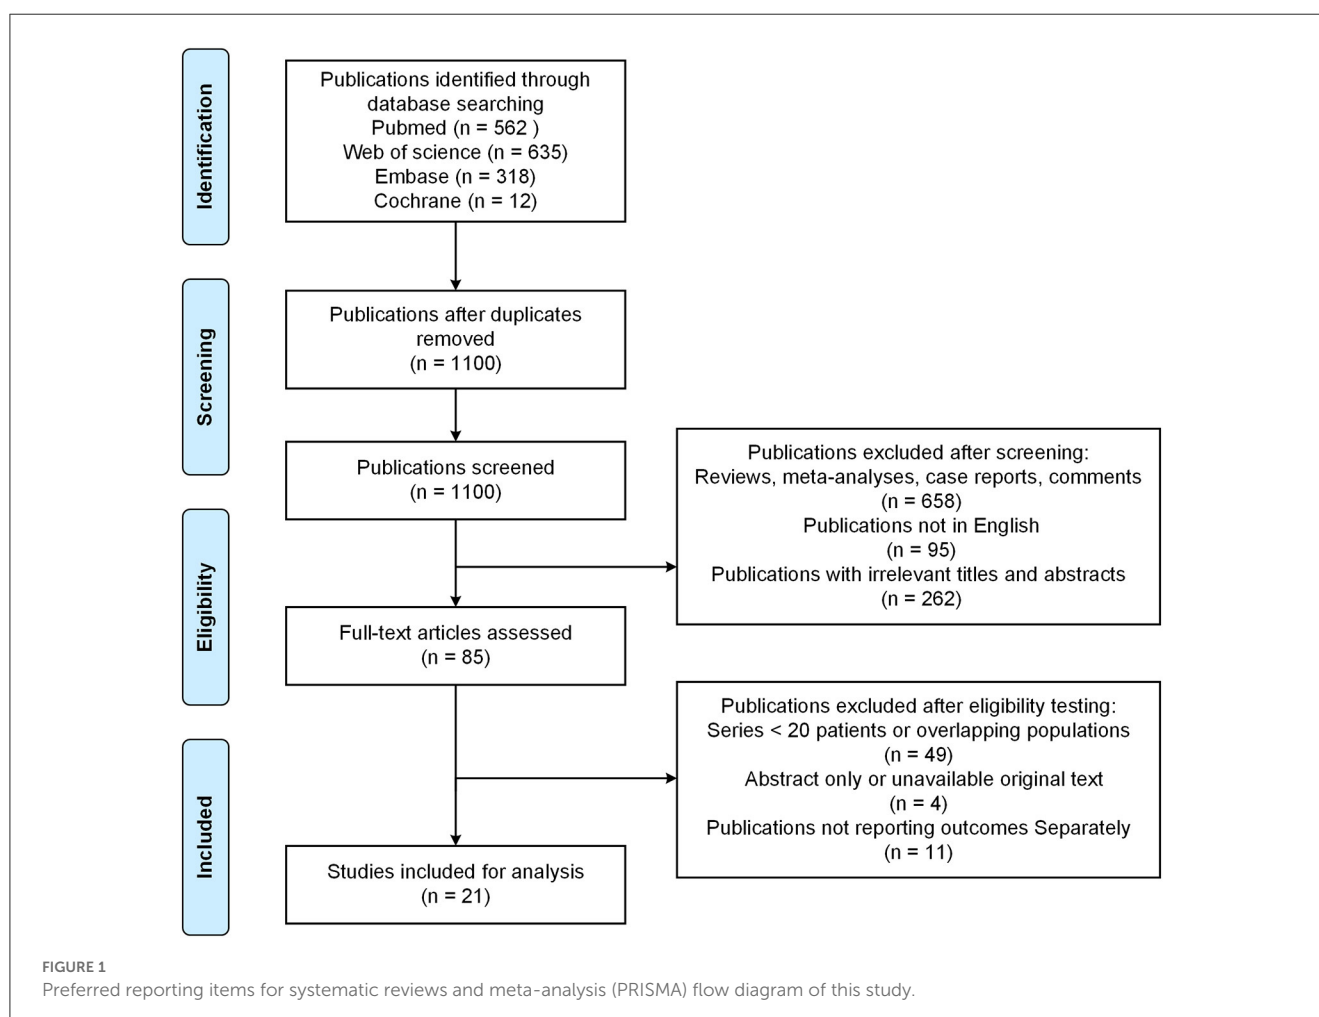 Identification
Publications identified through
database searching
Pubmed (n = 562 )
Web of science (n = 635)
Embase (n = 318)
Cochrane (n = 12)
Screening
Publications after duplicates
removed
(n = 1100)
Publications screened
(n = 1100)
Publications excluded after screening:
Reviews, meta-analyses, case reports, comments
(n = 658)
Publications not in English
(n = 95)
Publications with irrelevant titles and abstracts
(n = 262)
Eligibility
Full-text articles assessed
(n = 85)
Publications excluded after eligibility testing:
Series < 20 patients or overlapping populations
(n = 49)
Abstract only or unavailable original text
(n = 4)
Publications not reporting outcomes Separately
(n = 11)
Included
Studies included for analysis
(n = 21)
FIGURE 1
Preferred reporting items for systematic reviews and meta-analysis (PRISMA) flow diagram of this study.